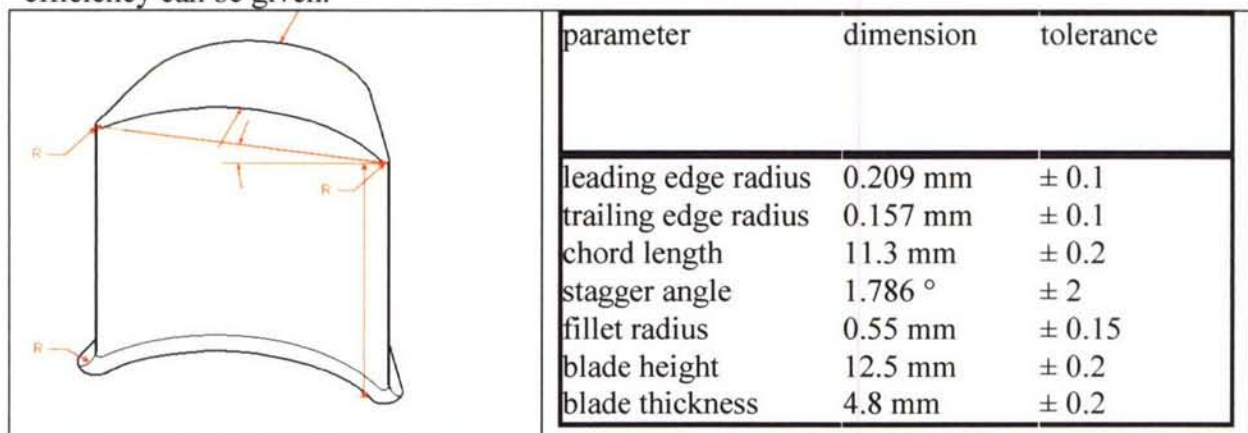 efficiency can be given.
R
R
R
parameter dimension tolerance
leading edge radius 0.209 mm ± 0.1
trailing edge radius 0.157 mm ± 0.1
chord length 11.3 mm ± 0.2
stagger angle 1.786 ° ± 2
fillet radius 0.55 mm ± 0.15
blade height 12.5 mm ± 0.2
blade thickness 4.8 mm ± 0.2